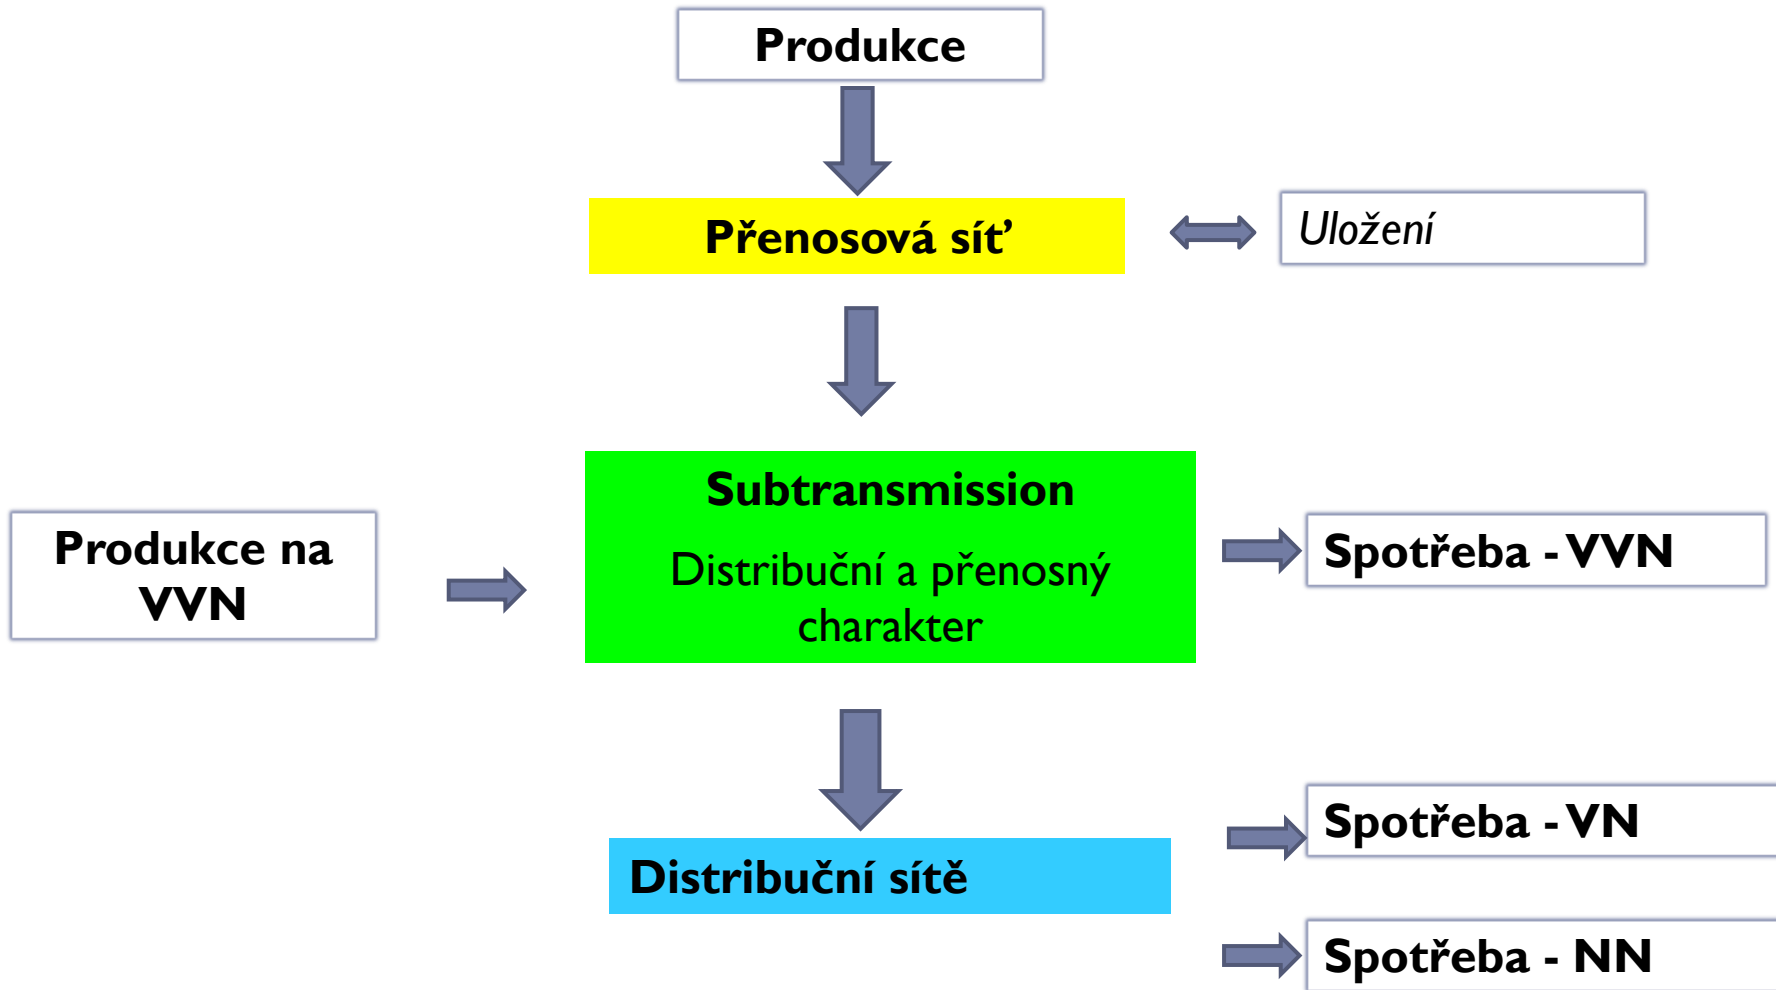 Produkce
Přenosová síť
Uložení
Subtransmission
Distribuční a přenosný
charakter
Produkce na
VVN
Spotřeba - VVN
Spotřeba - VN
Distribuční sítě
Spotřeba - NN